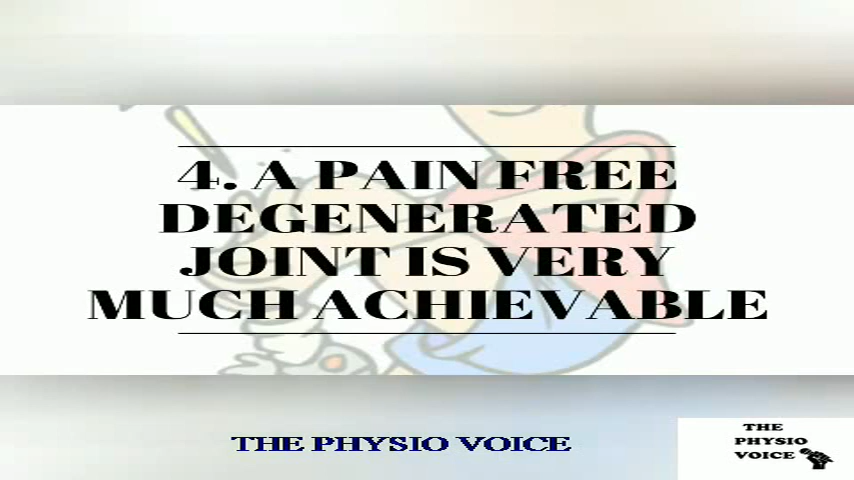 4. A PAIN FREE
DEGENERATED
JOINT IS VERY
MUCH ACHIEVABLE
THE PHYSIO VOICE
THE
PHYSIO
VOICE